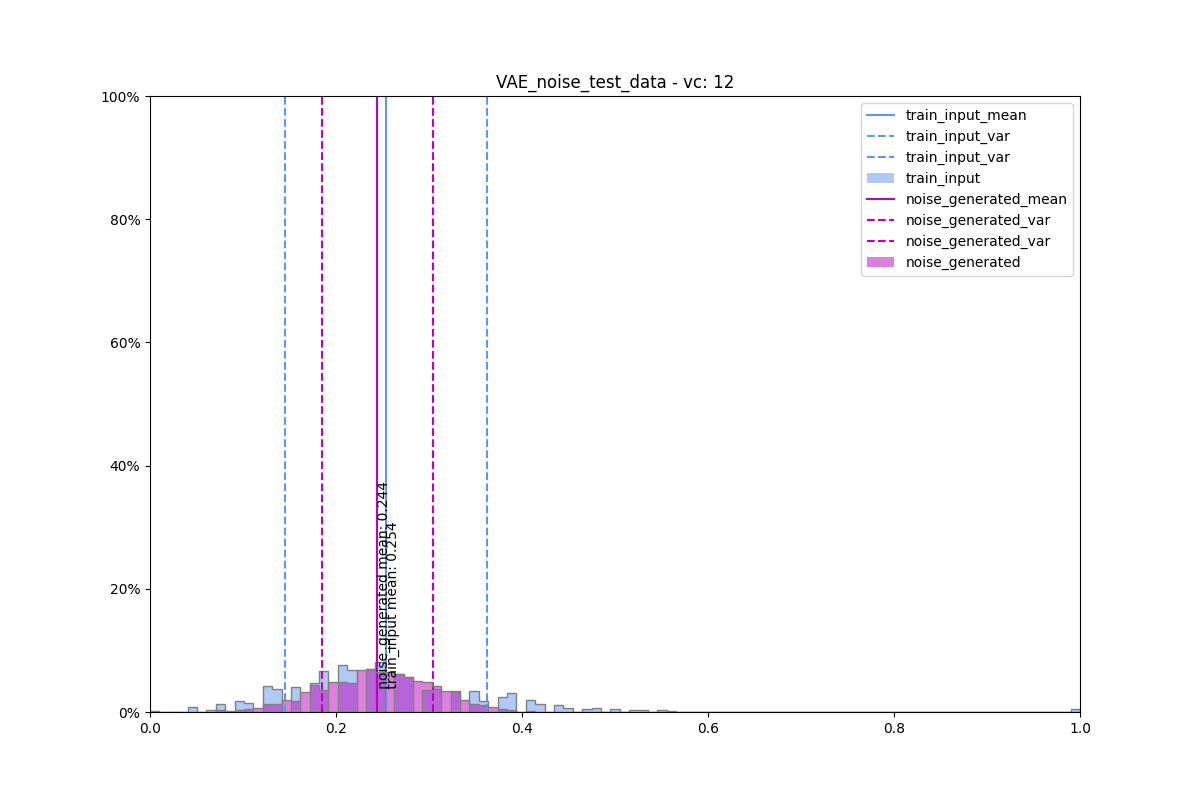 VAE_noise_test_data - vc: 12
100%
80%
60%
40%
20%
0%
0.0
0.2
0.4
0.6
0.8
1.0
train_input_mean
train_input_var
train_input_var
train_input
noise_generated_mean
noise_generated_var
noise_generated_var
noise_generated
noise_generated mean: 0.244
train_input mean: 0.254